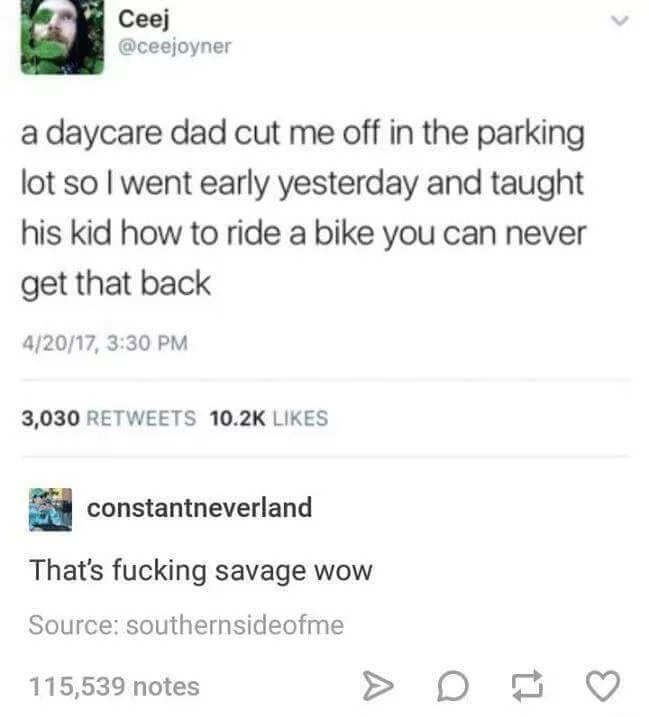 Ceej
@ceejoyner
a daycare dad cut me off in the parking
lot so I went early yesterday and taught
his kid how to ride a bike you can never
get that back
4/20/17, 3:30 PM
3,030 RETWEETS 10.2K LIKES
constantneverland
That's fucking savage wow
Source: southernsideofme
115,539 notes